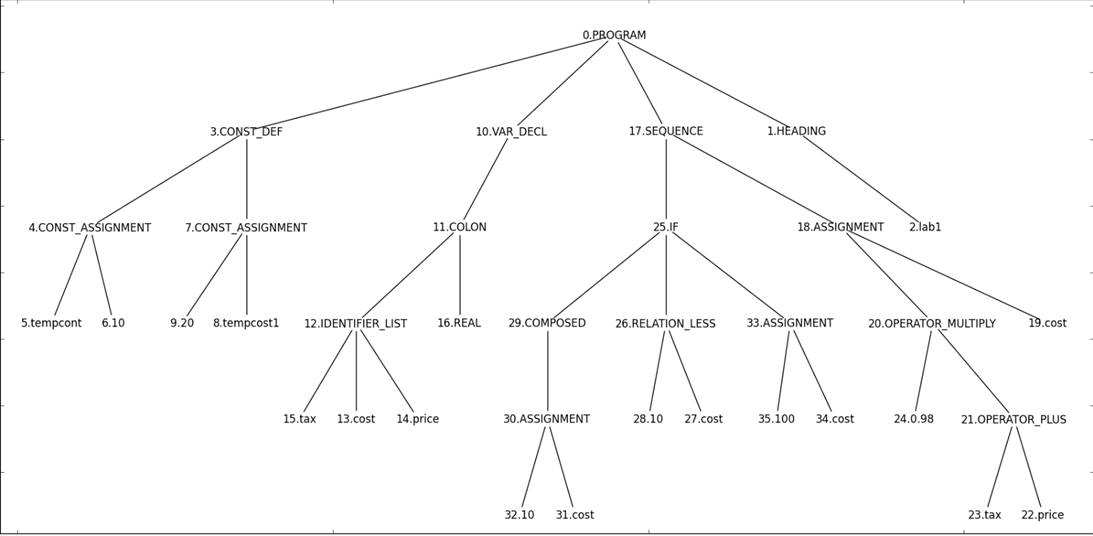 0.PROGRAM
3.CONST_DEF 10.VAR_DECL 17.SEQUENCE 1.HEADING
4.CONST_ASSIGNMENT 7.CONST_ASSIGNMENT 11.COLON 25.IF 18.ASSIGNMENT 2.lab1
5.tempcont 6.10 9.20 8.tempcost1 12.IDENTIFIER_LIST 16.REAL 29.COMPOSED 26.RELATION_LESS 33.ASSIGNMENT 20.OPERATOR_MULTIPLY 19.cost
15.tax 13.cost 14.price 30.ASSIGNMENT 28.10 27.cost 35.100 34.cost 24.0.98 21.OPERATOR_PLUS
32.10 31.cost 23.tax 22.price